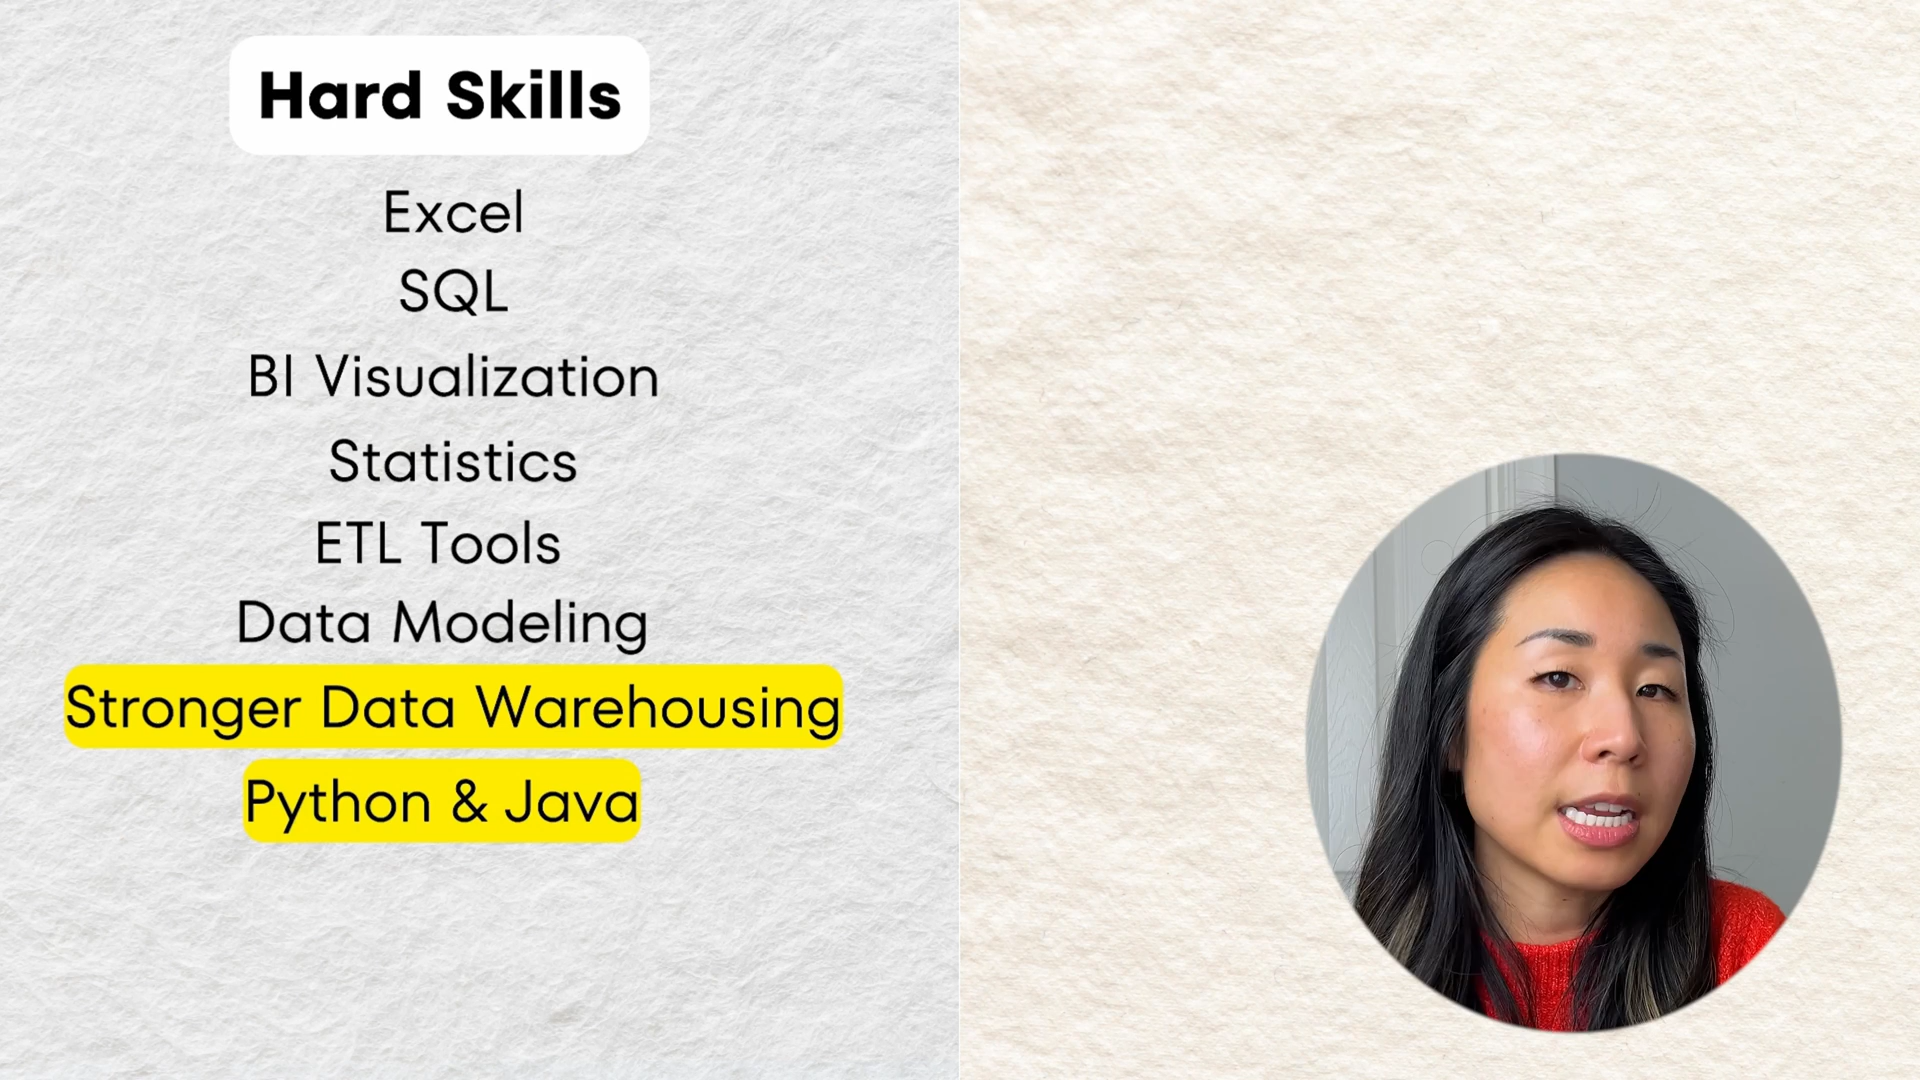 Hard Skills
Excel
SQL
BI Visualization
Statistics
ETL Tools
Data Modeling
Stronger Data Warehousing
Python & Java